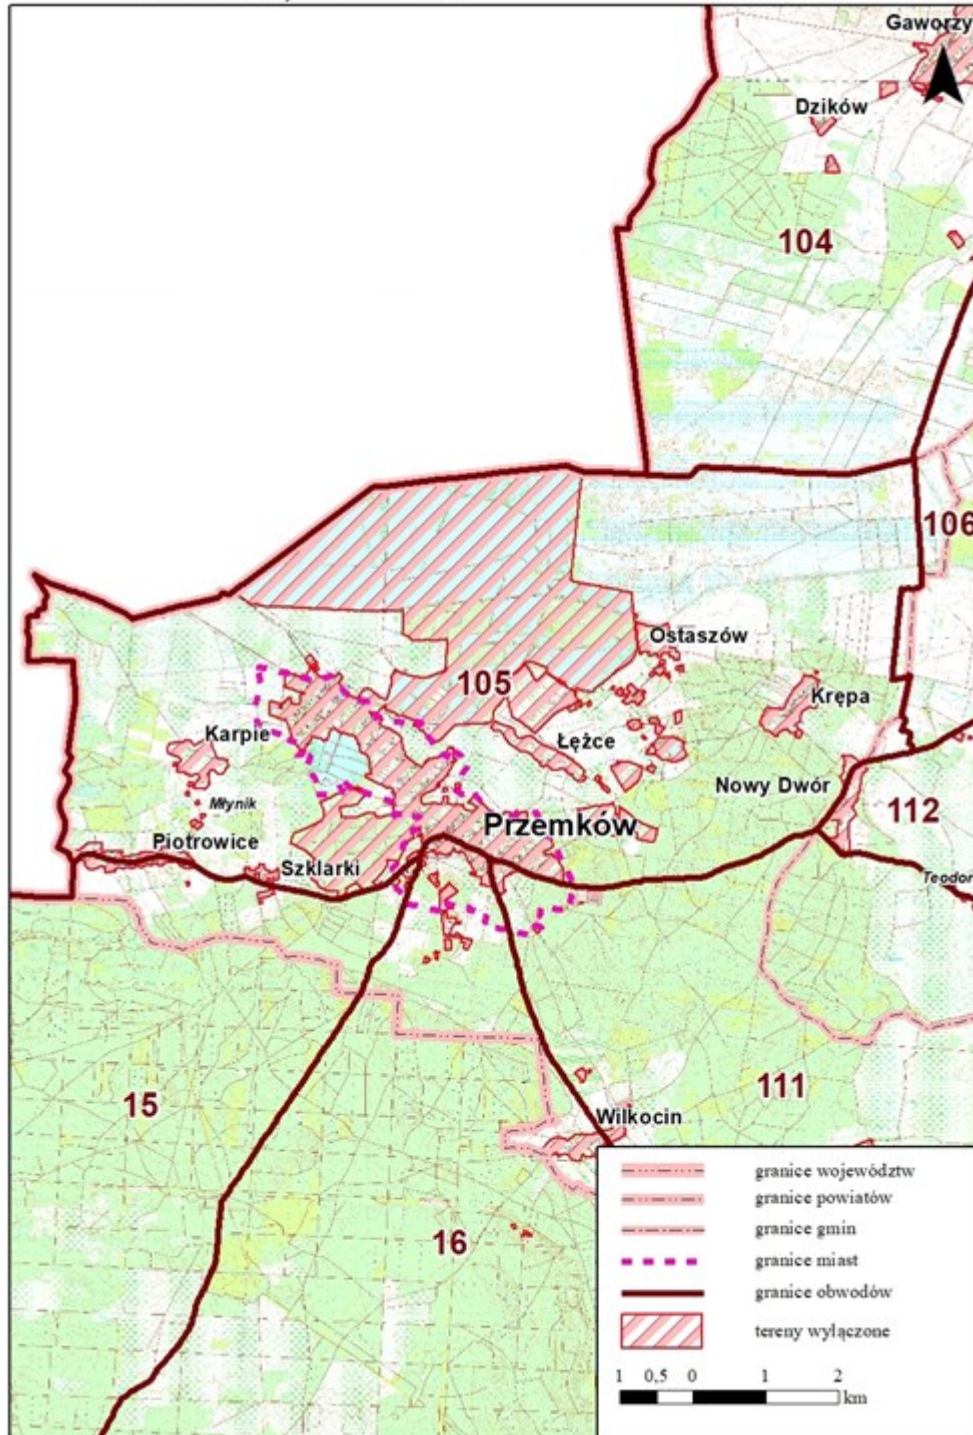 Gaworzy
Dzików
104
106
Ostaszów
105
Krępa
Karpie
Łężce
Nowy Dwór
Młynik
112
Przemków
Piotrowice
Szklarki
Teodor
111
15
Wilkocin
16
granice województw
granice powiatów
granice gmin
granice miast
granice obwodów
tereny wyłączone
1 0,5 0 1 2
km